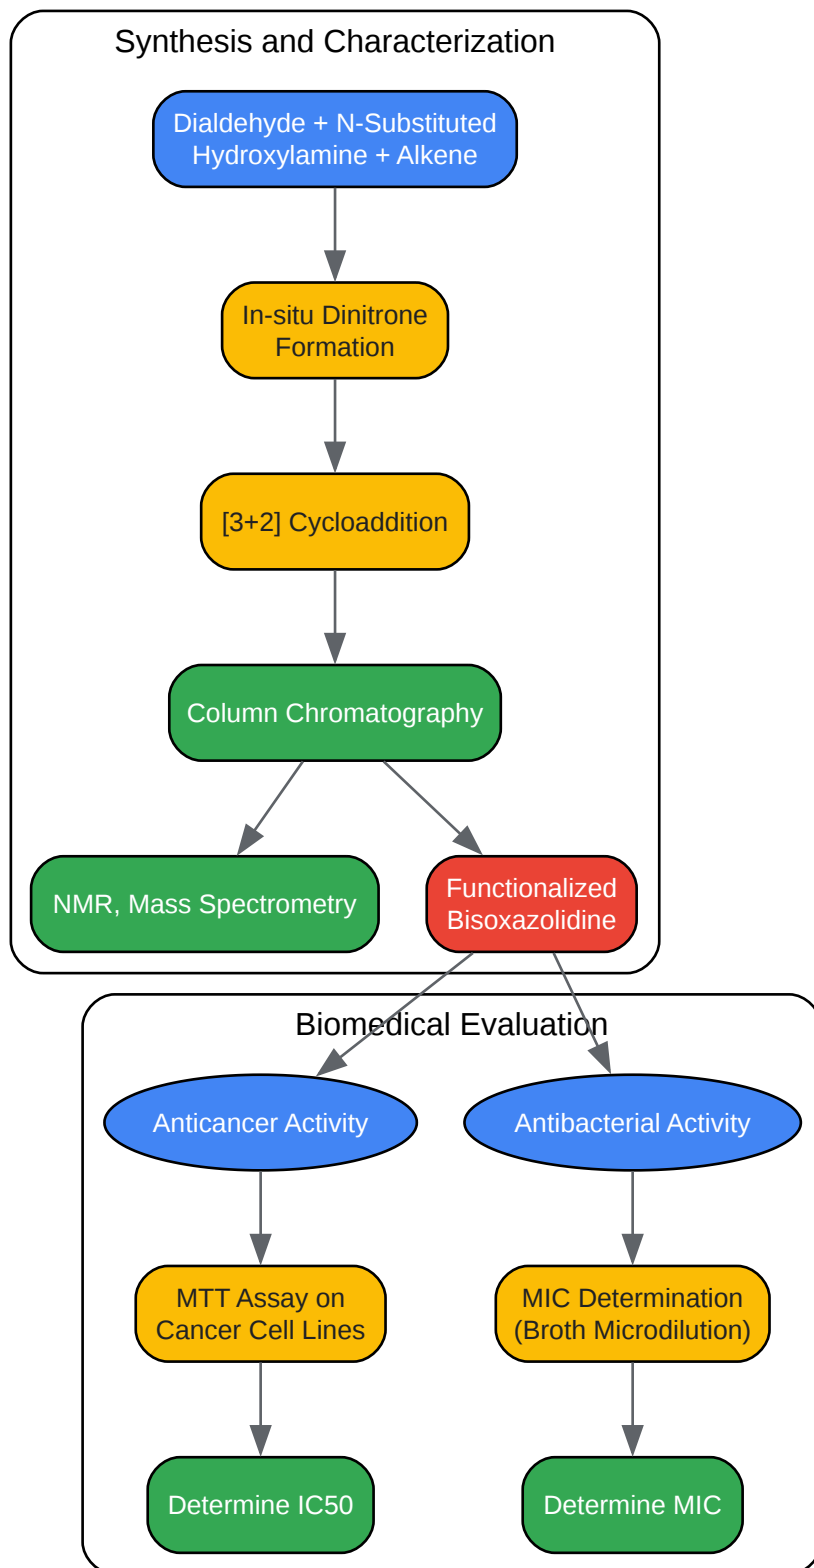 Synthesis and Characterization
Dialdehyde + N-Substituted
Hydroxylamine + Alkene
In-situ Dinitrone
Formation
[3+2] Cycloaddition
Column Chromatography
NMR, Mass Spectrometry
Functionalized
Bisoxazolidine
Biomedical Evaluation
Anticancer Activity
Antibacterial Activity
MTT Assay on
Cancer Cell Lines
MIC Determination
(Broth Microdilution)
Determine IC50
Determine MIC